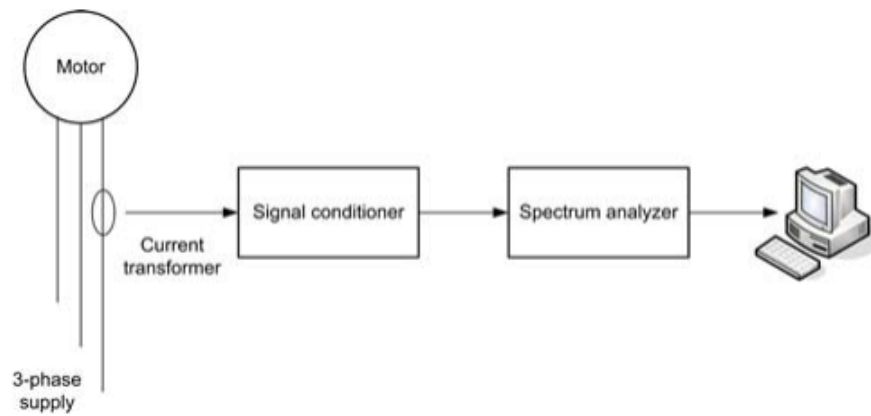 Motor
Signal conditioner
Spectrum analyzer
Current
transformer
3-phase
supply